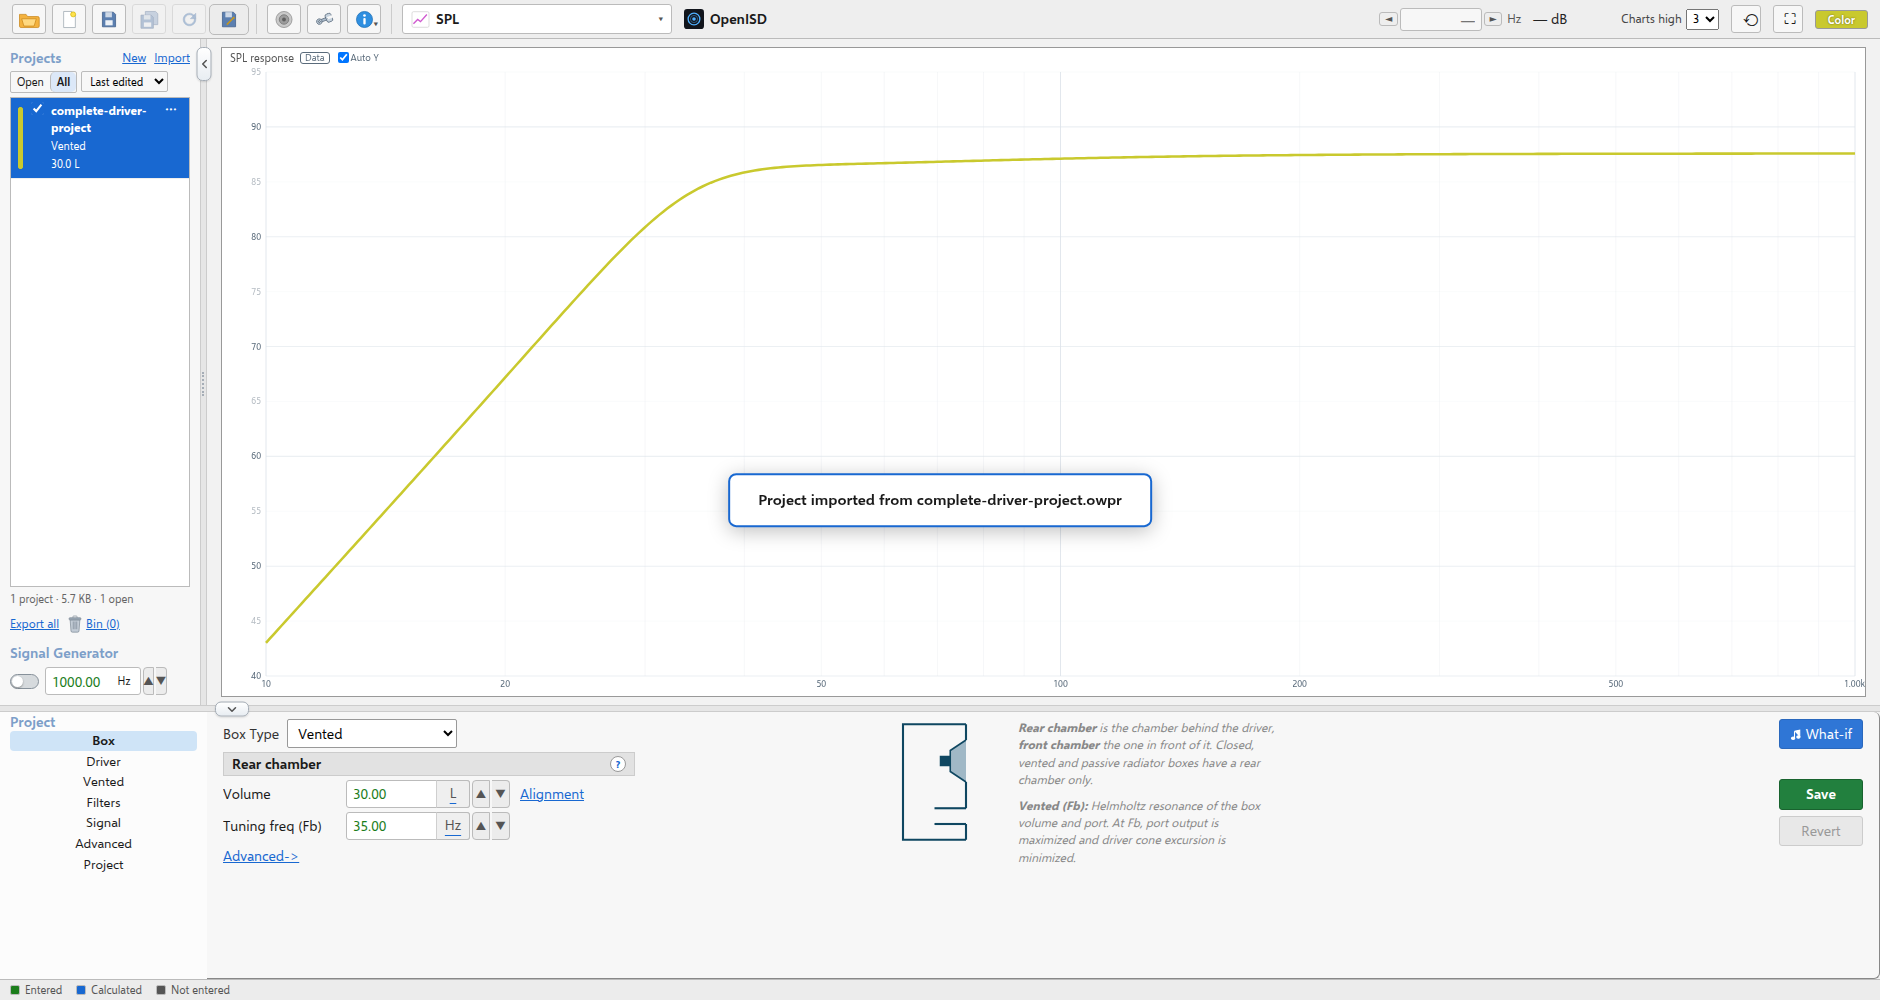 SPL
OpenISD
—
Hz
— dB
Charts high
3
Color
Projects
New
Import
Open
All
Last edited
complete-driver-project
Vented
30.0 L
1 project · 5.7 KB · 1 open
Export all
Bin (0)
Signal Generator
1000.00 Hz
SPL response
Data
Auto Y
95
90
85
80
75
70
65
60
55
50
45
40
10
20
50
100
200
500
1.00k
Project imported from complete-driver-project.owpr
Project
Box
Driver
Vented
Filters
Signal
Advanced
Project
Box Type
Vented
Rear chamber
?
Volume
30.00
L
Alignment
Tuning freq (Fb)
35.00
Hz
Advanced->
Rear chamber is the chamber behind the driver,
front chamber the one in front of it. Closed,
vented and passive radiator boxes have a rear
chamber only.
Vented (Fb): Helmholtz resonance of the box
volume and port. At Fb, port output is
maximized and driver cone excursion is
minimized.
What-if
Save
Revert
Entered
Calculated
Not entered